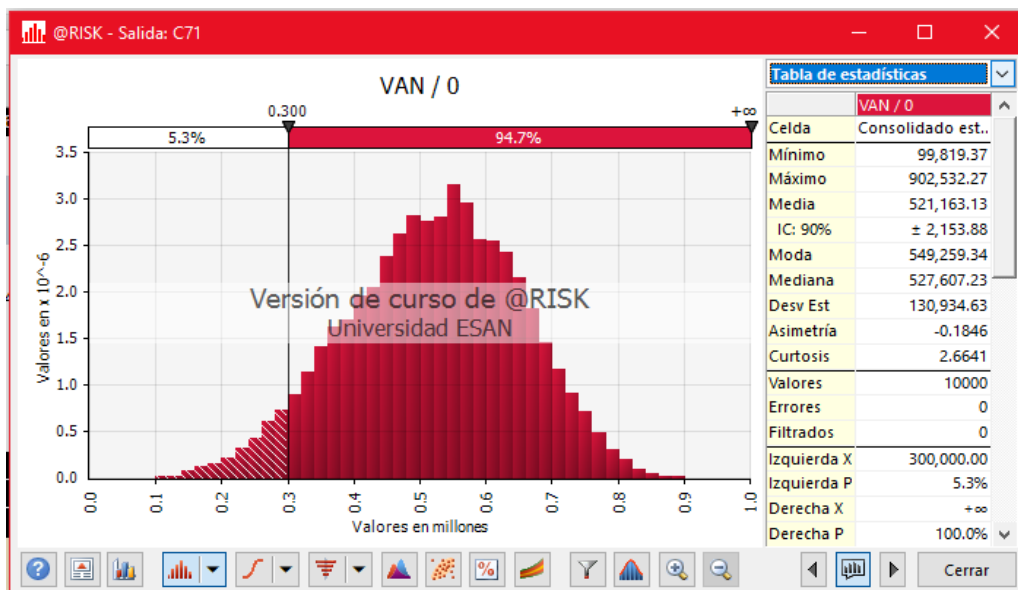 @RISK - Salida: C71
VAN / 0
0.300
+∞
5.3%
94.7%
3.5
3.0
2.5
2.0
1.5
1.0
0.5
0.0
Valores en x 10^-6
Versión de curso de @RISK
Universidad ESAN
0.0 0.1 0.2 0.3 0.4 0.5 0.6 0.7 0.8 0.9 1.0
Valores en millones
Tabla de estadísticas
VAN / 0
Celda Consolidado est..
Mínimo 99,819.37
Máximo 902,532.27
Media 521,163.13
IC: 90% ± 2,153.88
Moda 549,259.34
Mediana 527,607.23
Desv Est 130,934.63
Asimetría -0.1846
Curtosis 2.6641
Valores 10000
Errores 0
Filtrados 0
Izquierda X 300,000.00
Izquierda P 5.3%
Derecha X +∞
Derecha P 100.0%
Cerrar